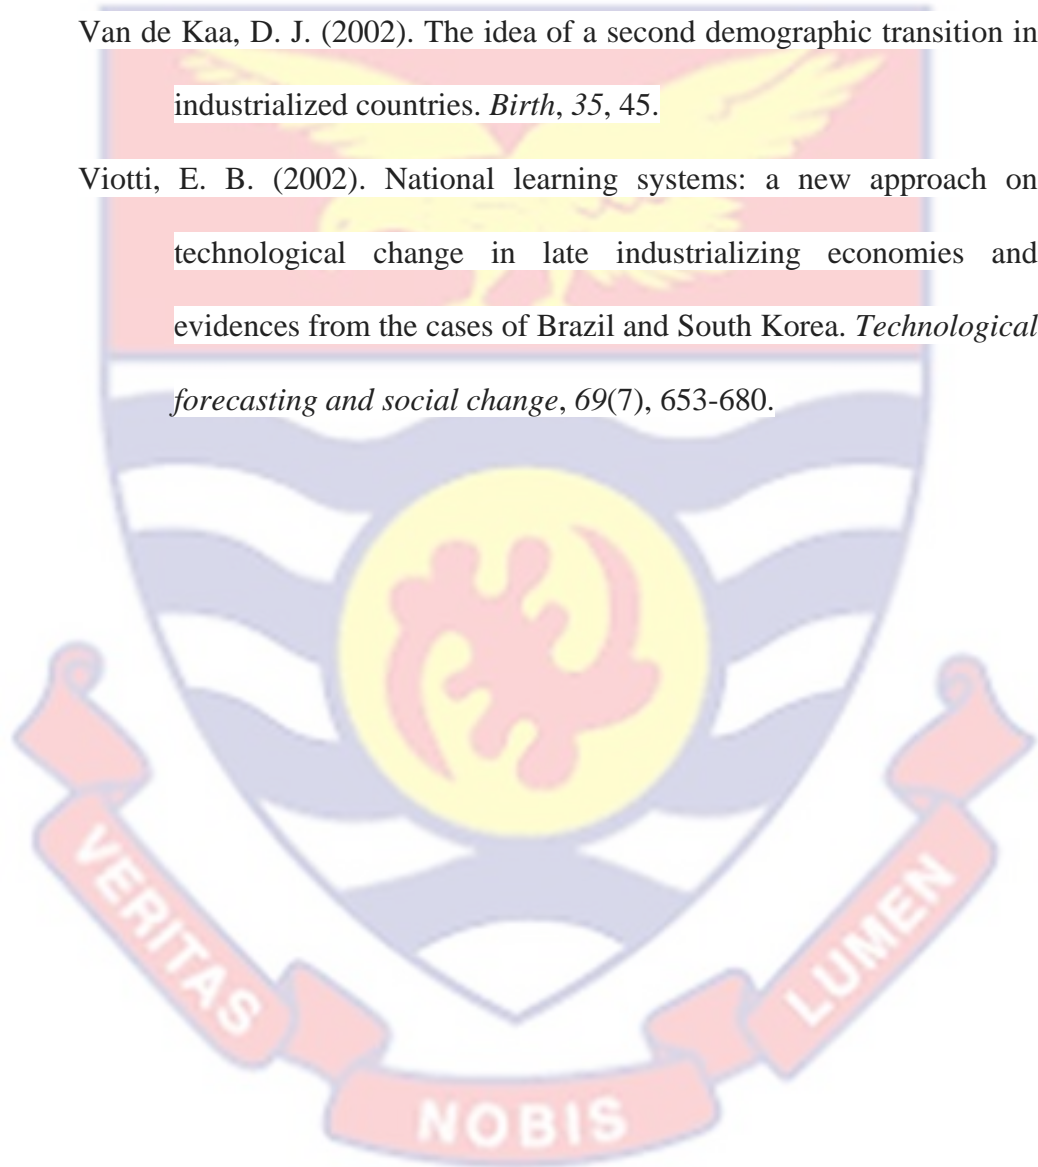 Van de Kaa, D. J. (2002). The idea of a second demographic transition in
industrialized countries. Birth, 35, 45.
Viotti, E. B. (2002). National learning systems: a new approach on
technological change in late industrializing economies and
evidences from the cases of Brazil and South Korea. Technological
forecasting and social change, 69(7), 653-680.
VERITAS
NOBIS
LUMEN